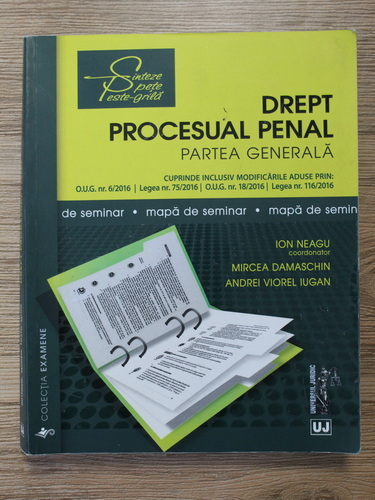 Sinteze
Spețe
Teste-grilă
DREPT
PROCESUAL PENAL
PARTEA GENERALĂ
CUPRINDE INCLUSIV MODIFICĂRILE ADUSE PRIN:
O.U.G. nr. 6/2016 | Legea nr. 75/2016 | O.U.G. nr. 18/2016 | Legea nr. 116/2016
de seminar • mapă de seminar • mapă de semin
ION NEAGU
coordonator
MIRCEA DAMASCHIN
ANDREI VIOREL IUGAN
COLECȚIA EXAMENE
UNIVERSUL JURIDIC
UJ